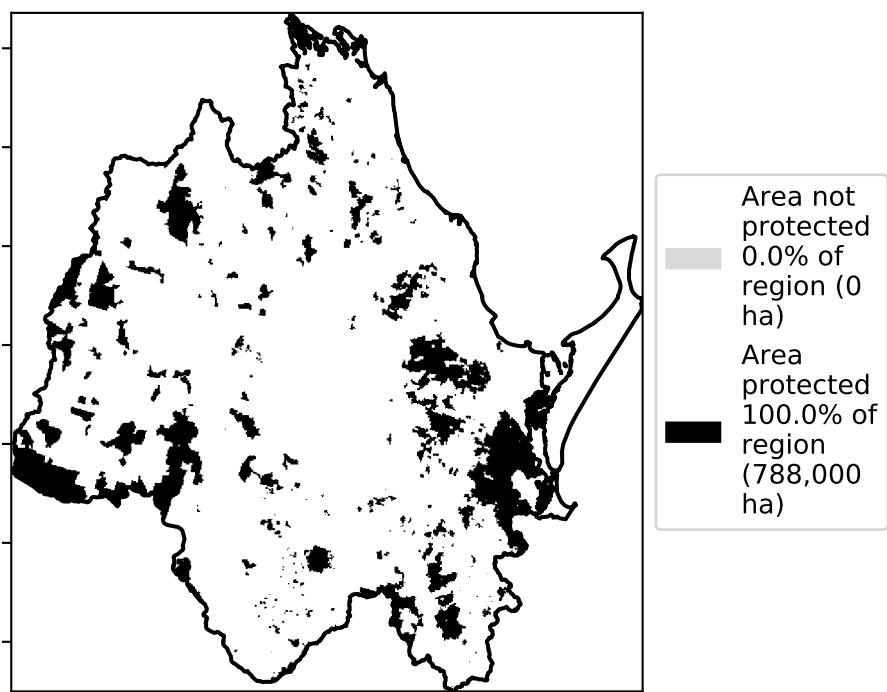 Area not
protected
0.0% of
region (0
ha)
Area
protected
100.0% of
region
(788,000
ha)